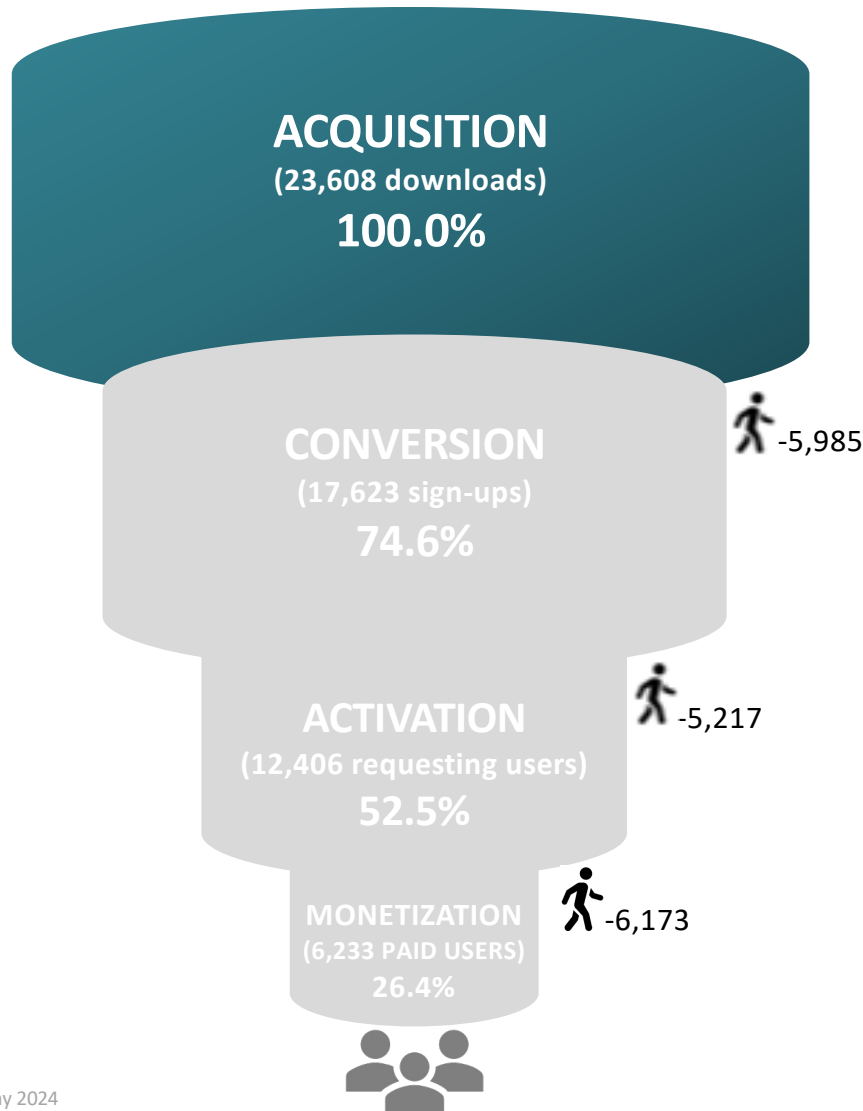 ACQUISITION
(23,608 downloads)
100.0%
CONVERSION
(17,623 sign-ups)
74.6%
-5,985
ACTIVATION
(12,406 requesting users)
52.5%
-5,217
MONETIZATION
(6,233 PAID USERS)
26.4%
-6,173
2024